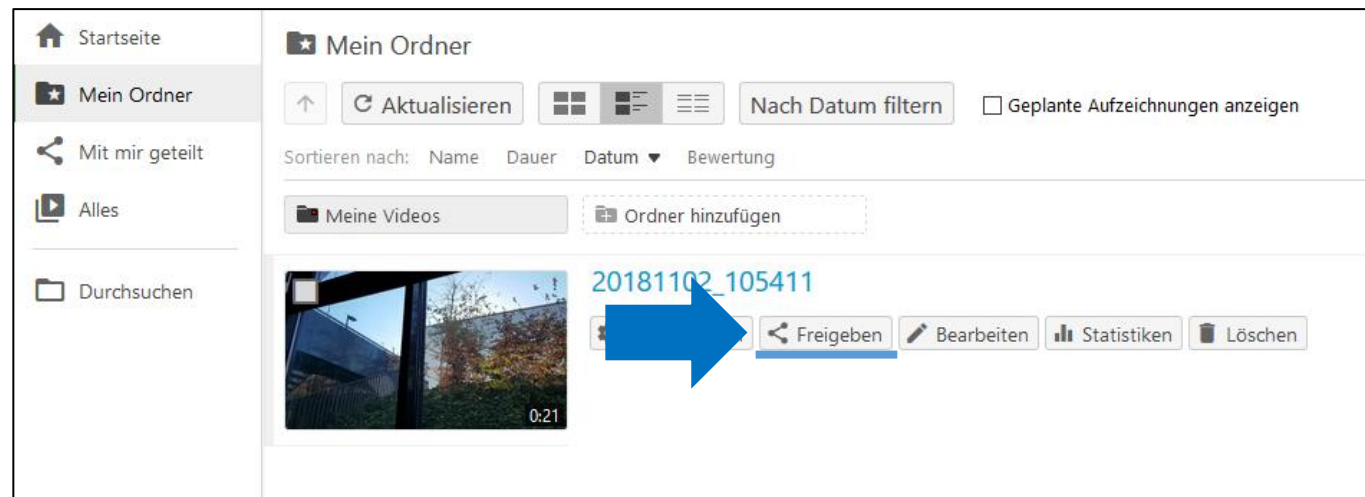 Startseite
Mein Ordner
Mit mir geteilt
Alles
Durchsuchen
Mein Ordner
Aktualisieren
Nach Datum filtern
Geplante Aufzeichnungen anzeigen
Sortieren nach: Name Dauer Datum ▼ Bewertung
Meine Videos
Ordner hinzufügen
20181102_105411
Freigeben
Bearbeiten
Statistiken
Löschen
0:21